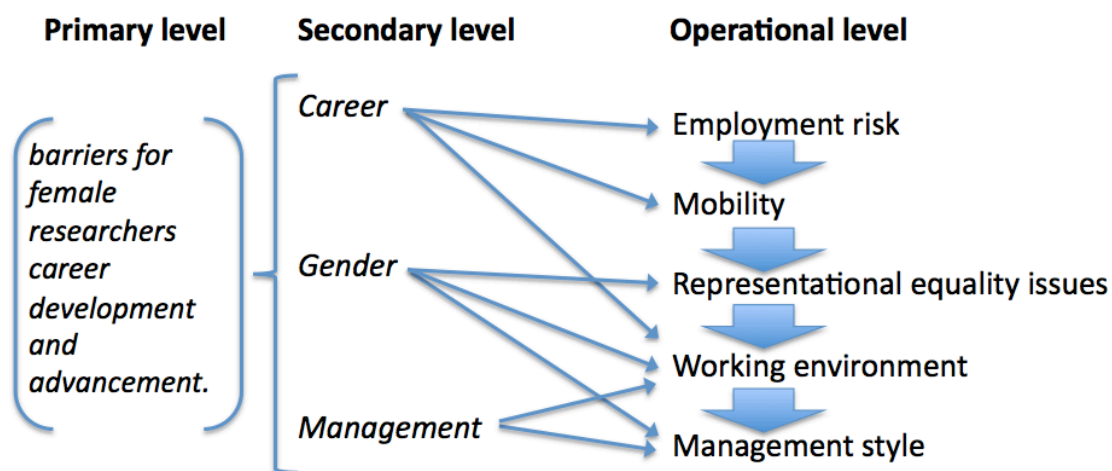 Primary level Secondary level Operational level
barriers for
female
researchers
career
development
and
advancement.
Career
Gender
Management
Employment risk
Mobility
Representational equality issues
Working environment
Management style